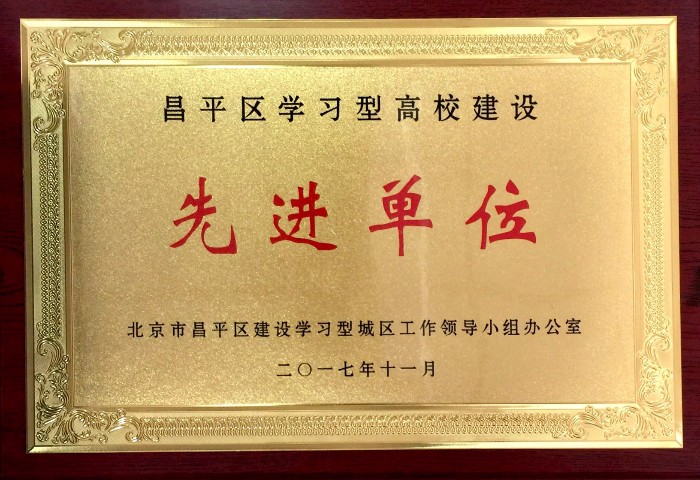 昌平区学习型高校建设
先进单位
北京市昌平区建设学习型城区工作领导小组办公室
二〇一七年十一月